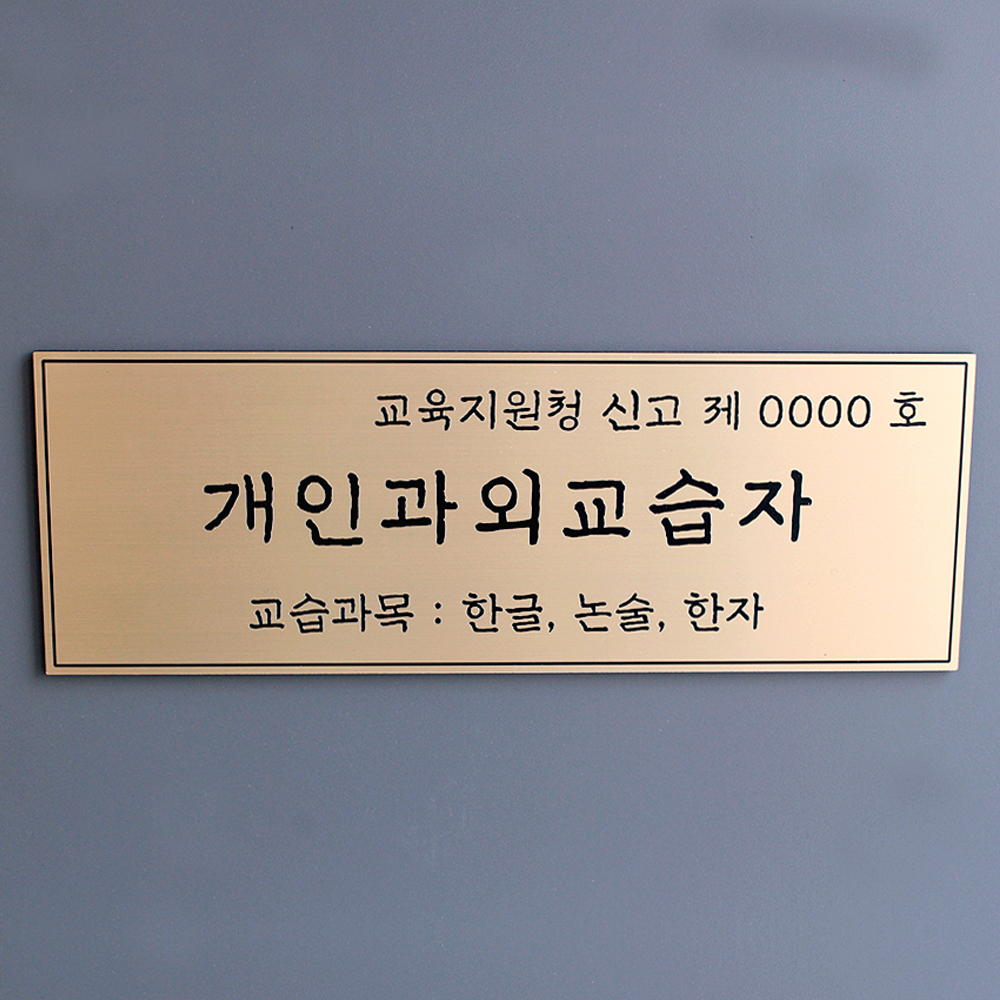 교육지원청 신고 제 0000 호
개인과외교습자
교습과목 : 한글, 논술, 한자